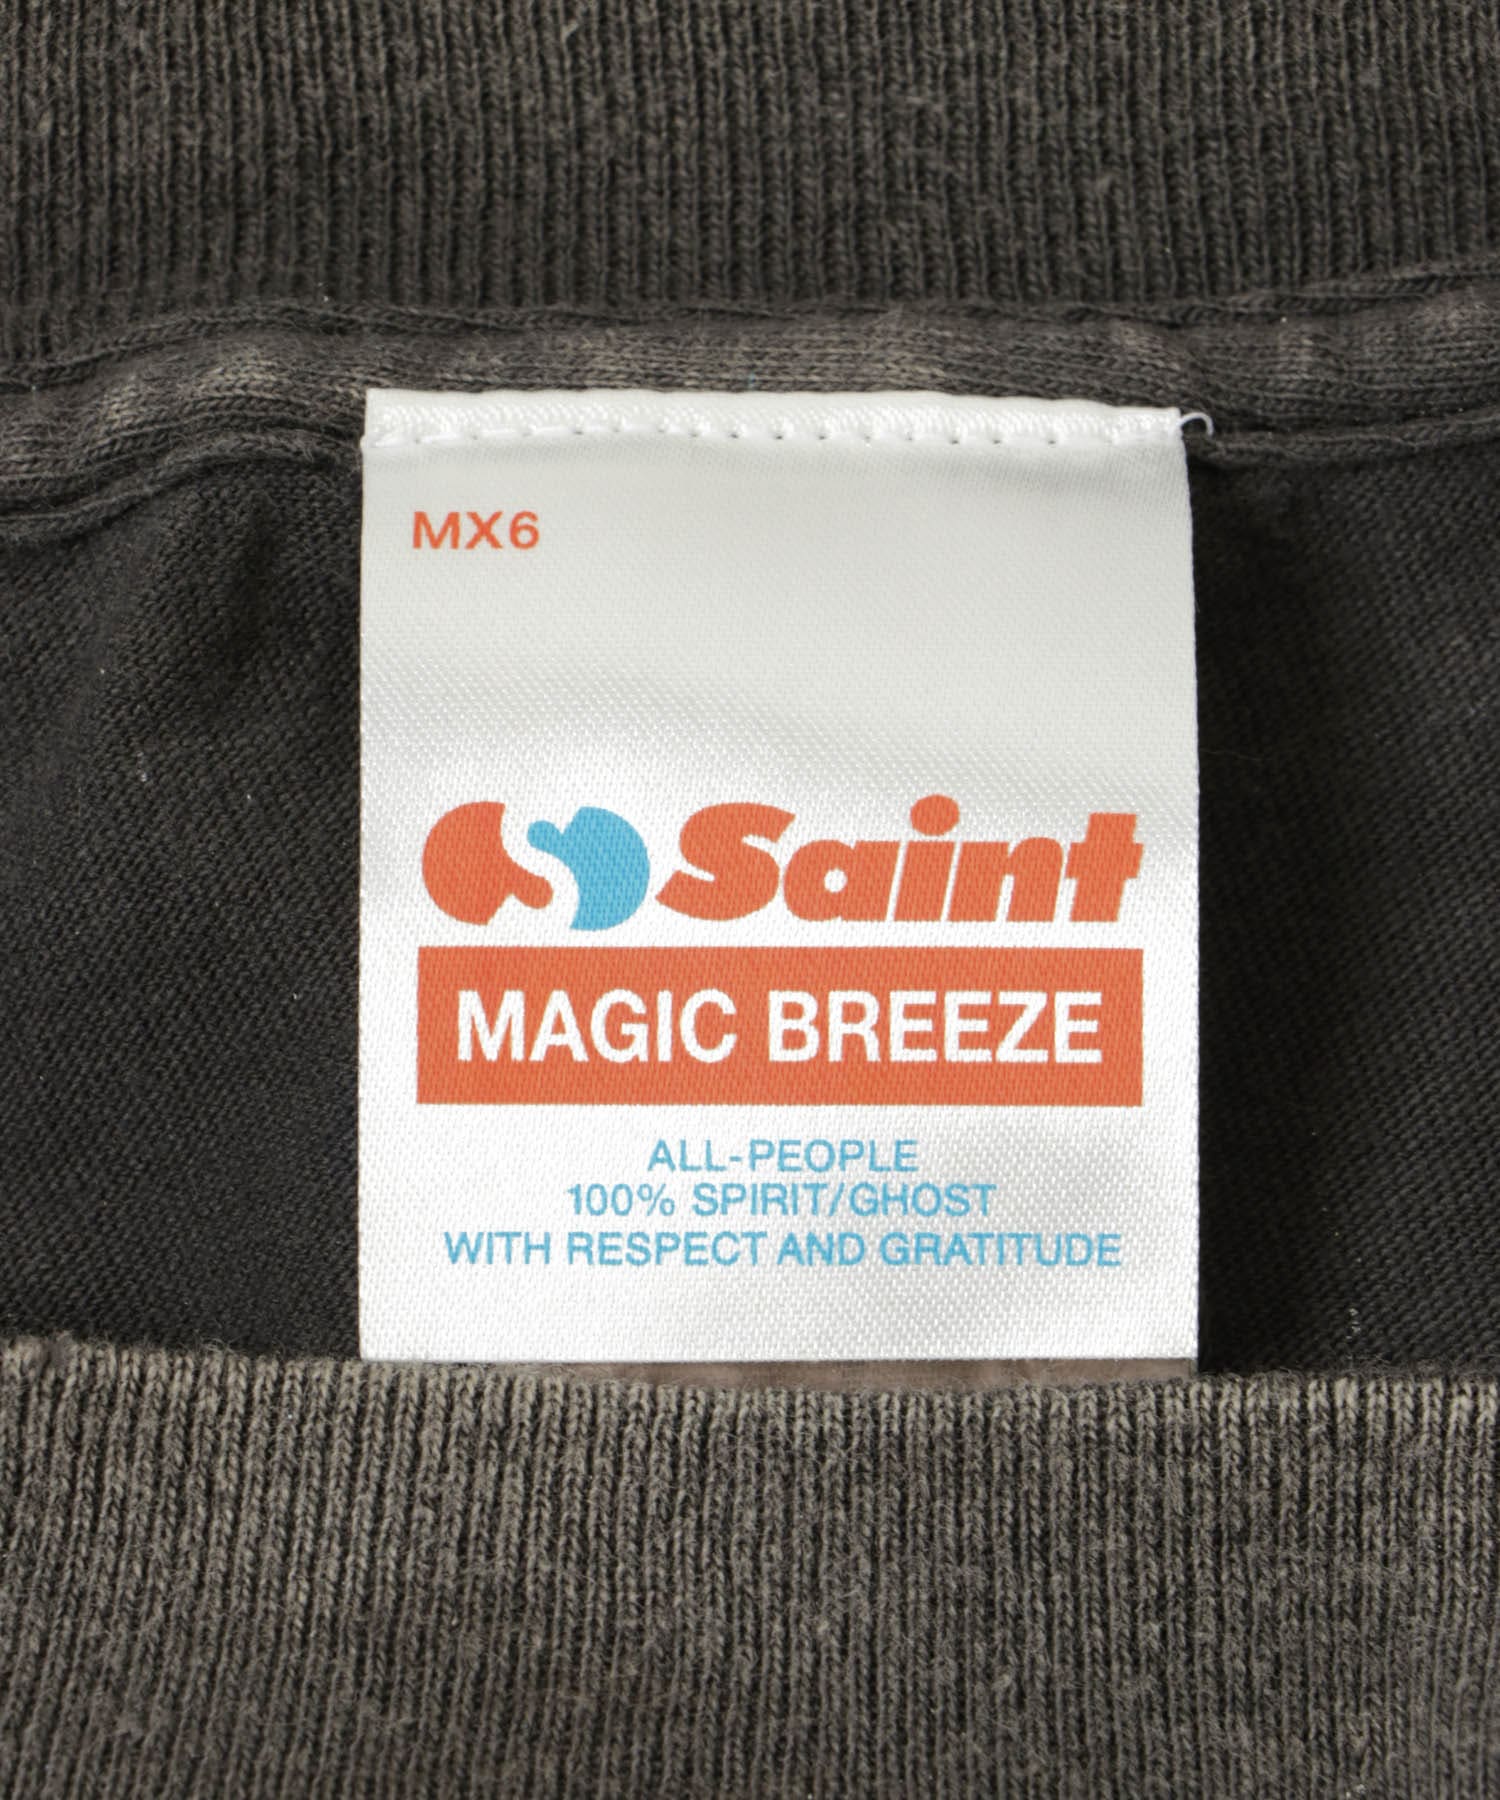 MX6
Saint
MAGIC BREEZE
ALL-PEOPLE
100% SPIRIT/GHOST
WITH RESPECT AND GRATITUDE